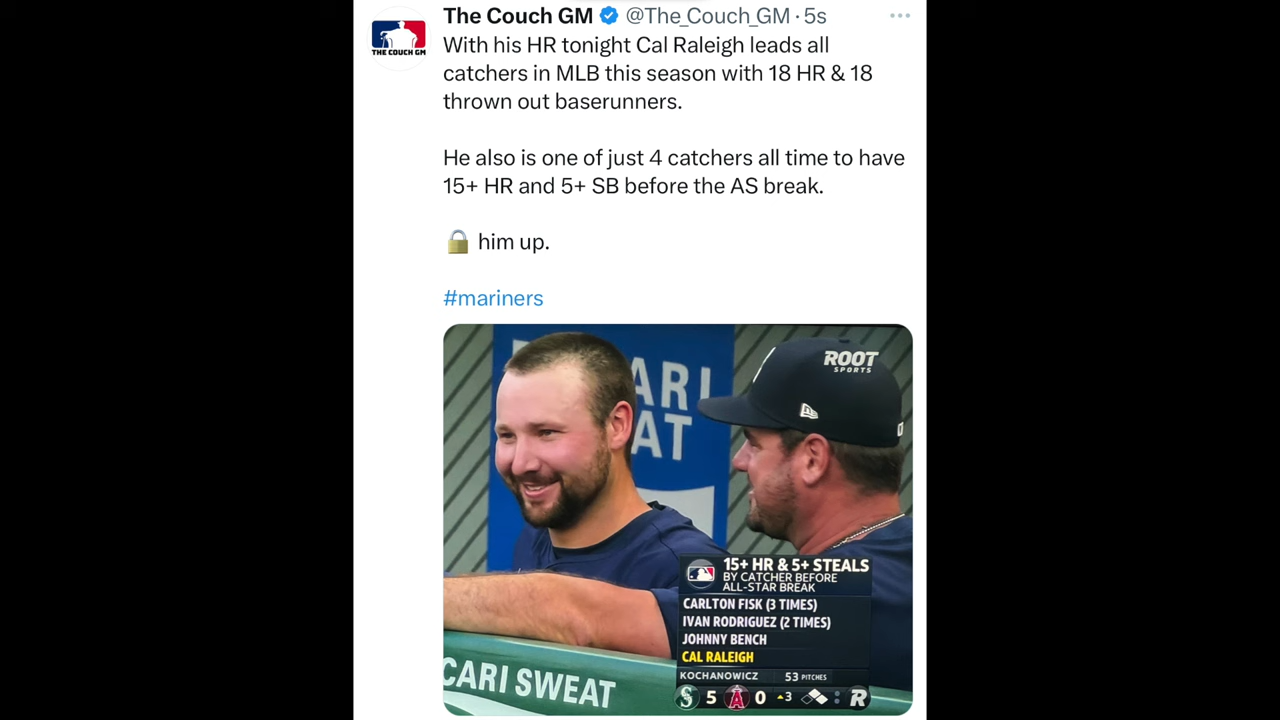 The Couch GM @The_Couch_GM · 5s
THE COUCH GM
With his HR tonight Cal Raleigh leads all
catchers in MLB this season with 18 HR & 18
thrown out baserunners.
He also is one of just 4 catchers all time to have
15+ HR and 5+ SB before the AS break.
🔒 him up.
#mariners
ARI
AT
ROOT
SPORTS
15+ HR & 5+ STEALS
BY CATCHER BEFORE
ALL-STAR BREAK
CARLTON FISK (3 TIMES)
IVAN RODRIGUEZ (2 TIMES)
JOHNNY BENCH
CAL RALEIGH
KOCHANOWICZ 53 PITCHES
S 5 A 0 ▲3 R
CARI SWEAT